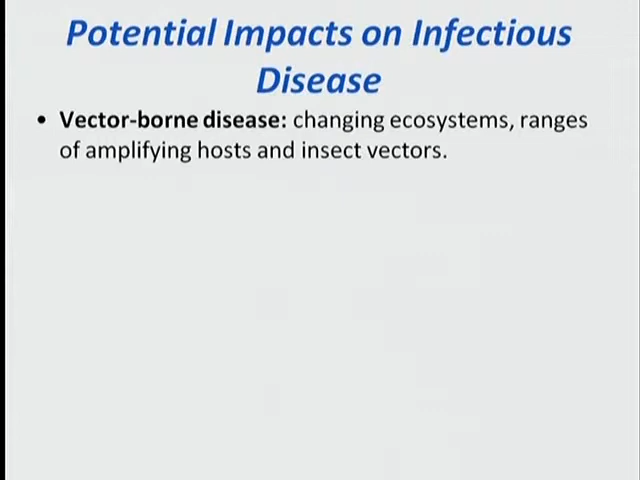 Potential Impacts on Infectious
Disease
• Vector-borne disease: changing ecosystems, ranges
of amplifying hosts and insect vectors.